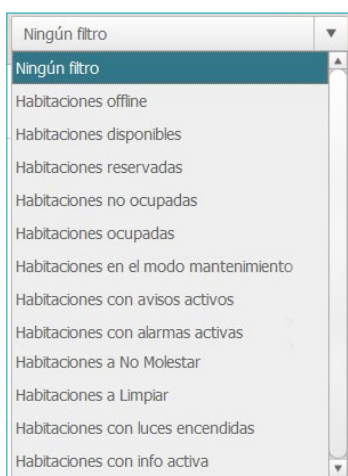 Ningún filtro
Ningún filtro
Habitaciones offline
Habitaciones disponibles
Habitaciones reservadas
Habitaciones no ocupadas
Habitaciones ocupadas
Habitaciones en el modo mantenimiento
Habitaciones con avisos activos
Habitaciones con alarmas activas
Habitaciones a No Molestar
Habitaciones a Limpiar
Habitaciones con luces encendidas
Habitaciones con info activa